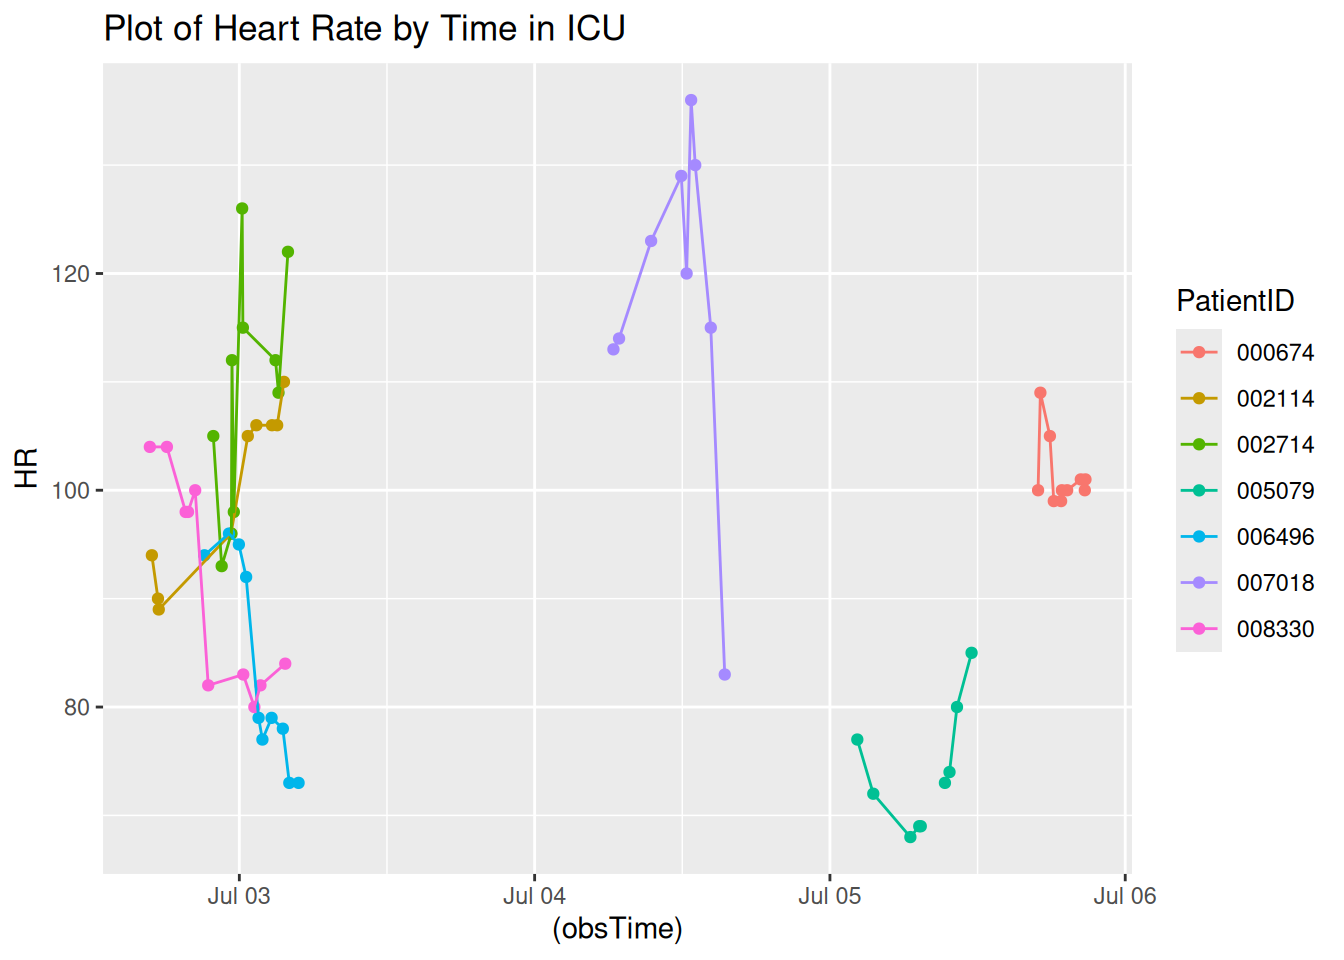 Plot of Heart Rate by Time in ICU
HR
120
100
80
Jul 03
Jul 04
Jul 05
Jul 06
(obsTime)
PatientID
000674
002114
002714
005079
006496
007018
008330